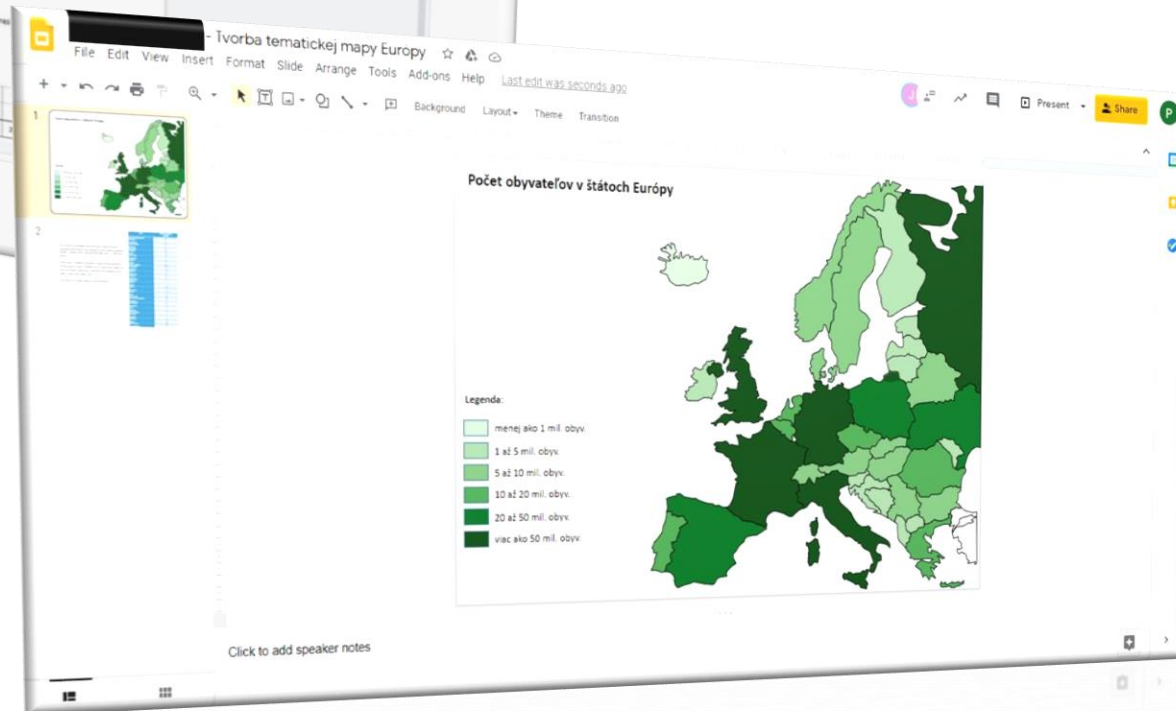 - Tvorba tematickej mapy Europy
File Edit View Insert Format Slide Arrange Tools Add-ons Help Last edit was seconds ago
Background Layout Theme Transition
Present Share P
1
2
Počet obyvateľov v štátoch Európy
Legenda:
menej ako 1 mil. obyv.
1 až 5 mil. obyv.
5 až 10 mil. obyv.
10 až 20 mil. obyv.
20 až 50 mil. obyv.
viac ako 50 mil. obyv.
Click to add speaker notes